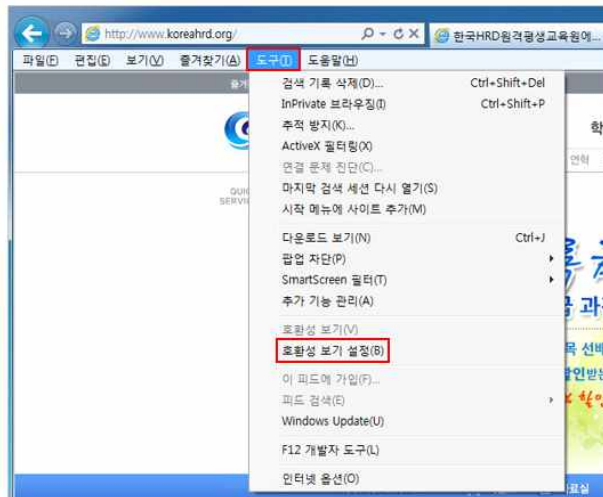 http://www.koreahrd.org/
한국HRD원격평생교육원에...
파일(F) 편집(E) 보기(V) 즐겨찾기(A) 도구(T) 도움말(H)
검색 기록 삭제(D)... Ctrl+Shift+Del
InPrivate 브라우징(I) Ctrl+Shift+P
추적 방지(K)...
ActiveX 필터링(X)
연결 문제 진단(C)...
마지막 검색 세션 다시 열기(S)
시작 메뉴에 사이트 추가(M)
다운로드 보기(N) Ctrl+J
팝업 차단(P)
SmartScreen 필터(T)
추가 기능 관리(A)
호환성 보기(V)
호환성 보기 설정(B)
이 피드에 가입(F)...
피드 검색(E)
Windows Update(U)
F12 개발자 도구(L)
인터넷 옵션(O)
연혁